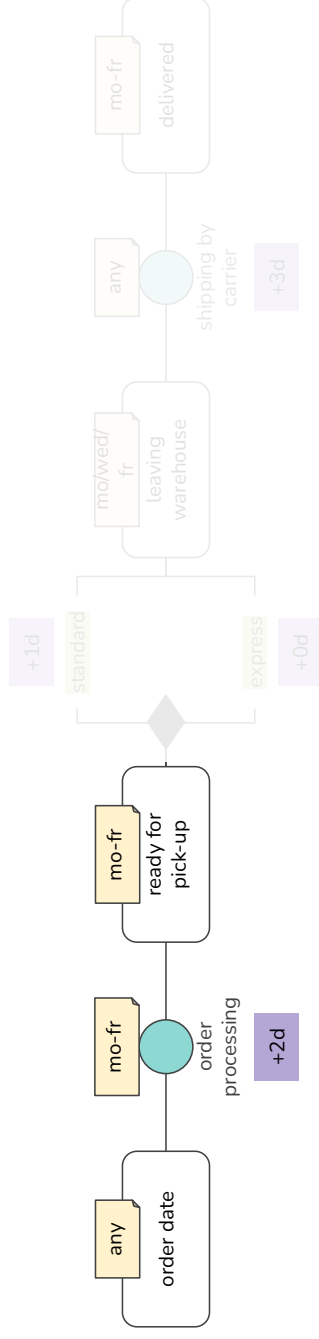 any
order date
mo-fr
order
processing
+2d
mo-fr
ready for
pick-up
+1d
standard
express
+0d
mo/wed/
fr
leaving
warehouse
any
shipping by
carrier
+3d
mo-fr
delivered